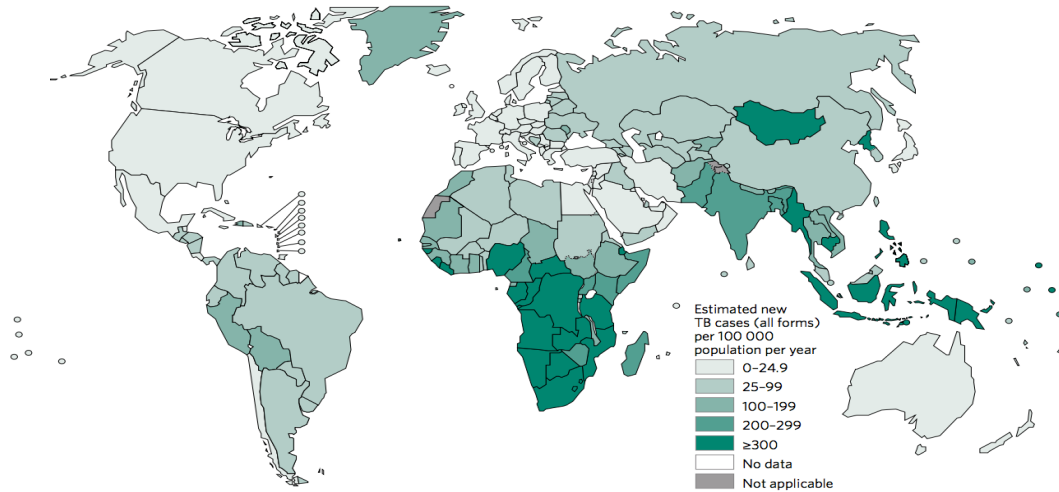 Estimated new
TB cases (all forms)
per 100 000
population per year
0–24.9
25–99
100–199
200–299
≥300
No data
Not applicable